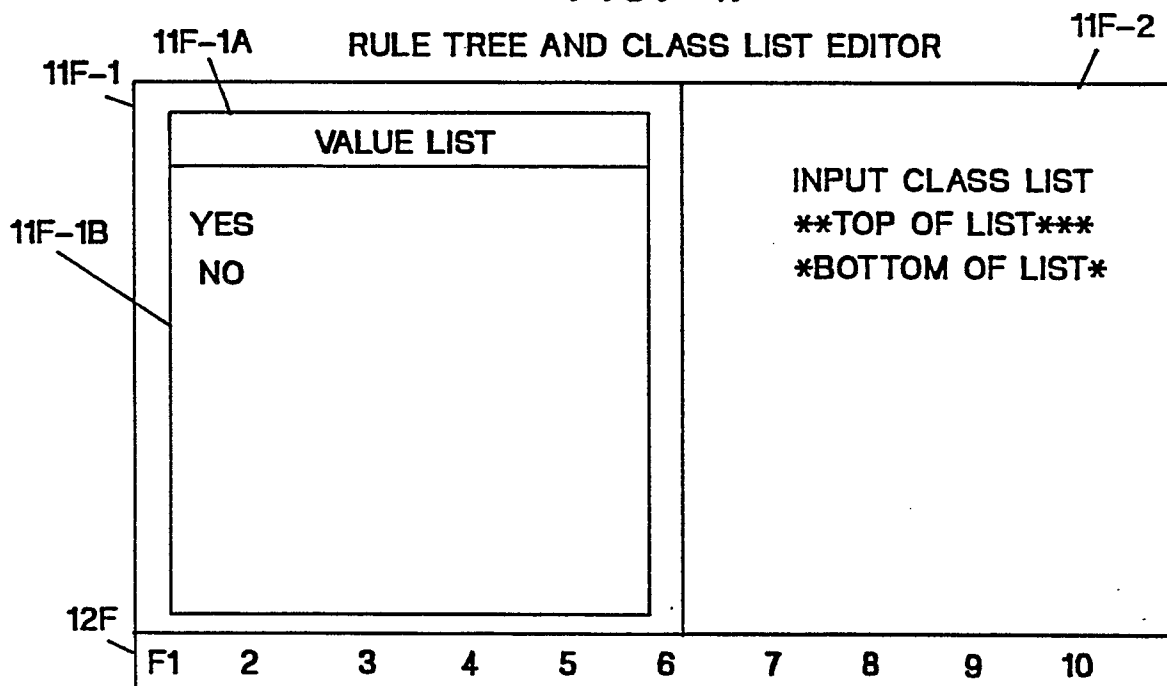 11F-1A RULE TREE AND CLASS LIST EDITOR 11F-2
11F-1
VALUE LIST
INPUT CLASS LIST
11F-1B YES **TOP OF LIST***
NO *BOTTOM OF LIST*
12F
F1 2 3 4 5 6 7 8 9 10